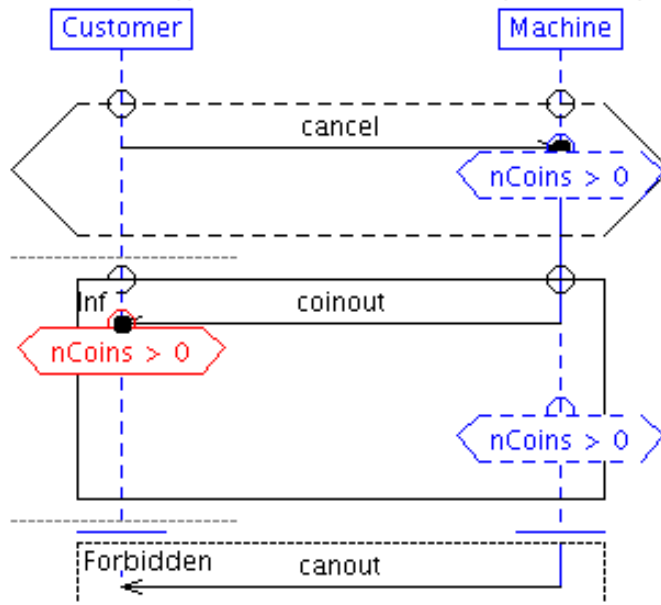 Customer Machine
cancel
nCoins > 0
Inf coinout
nCoins > 0
nCoins > 0
Forbidden canout